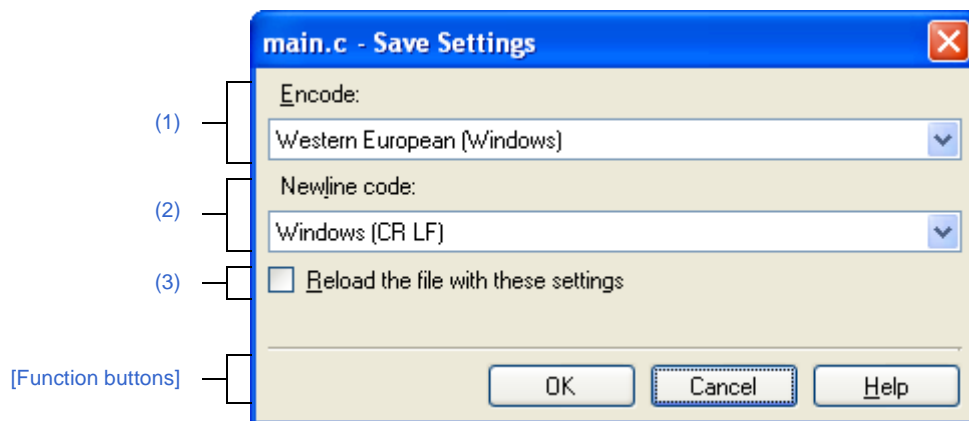 main.c - Save Settings
(1)
Encode:
Western European (Windows)
(2)
Newline code:
Windows (CR LF)
(3)
Reload the file with these settings
[Function buttons]
OK
Cancel
Help